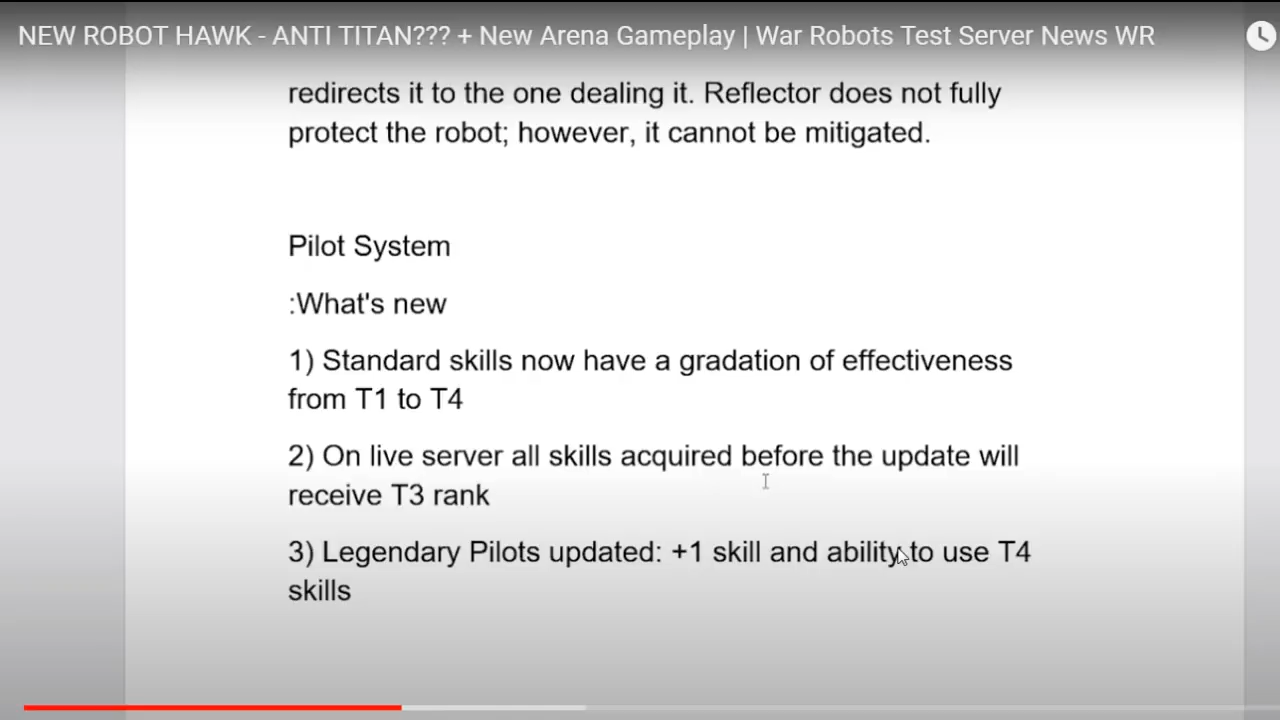 NEW ROBOT HAWK - ANTI TITAN??? + New Arena Gameplay | War Robots Test Server News WR
redirects it to the one dealing it. Reflector does not fully
protect the robot; however, it cannot be mitigated.
Pilot System
:What's new
1) Standard skills now have a gradation of effectiveness
from T1 to T4
2) On live server all skills acquired before the update will
receive T3 rank
3) Legendary Pilots updated: +1 skill and ability to use T4
skills